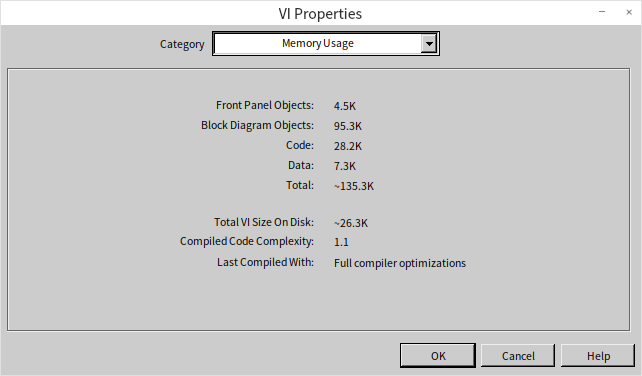 VI Properties
Category Memory Usage
Front Panel Objects: 4.5K
Block Diagram Objects: 95.3K
Code: 28.2K
Data: 7.3K
Total: ~135.3K
Total VI Size On Disk: ~26.3K
Compiled Code Complexity: 1.1
Last Compiled With: Full compiler optimizations
OK Cancel Help